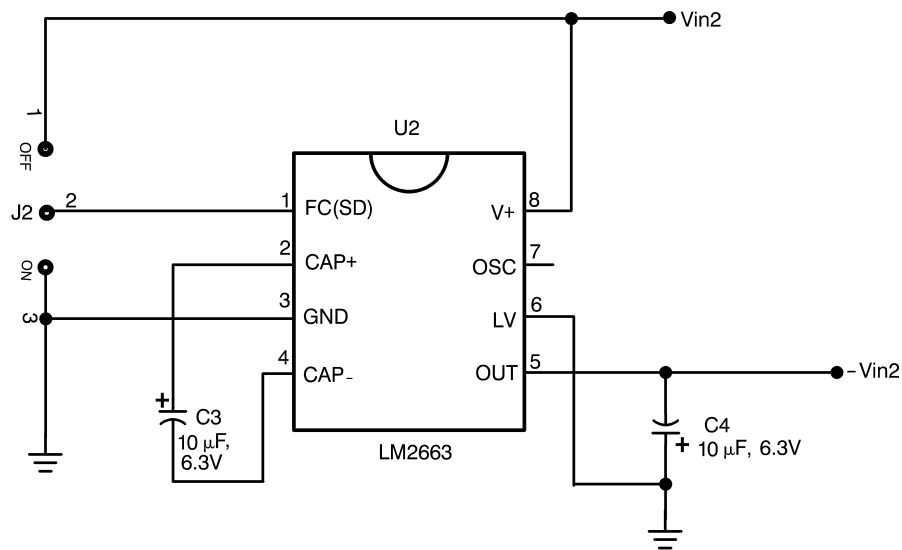 Vin2
1
OFF
U2
J2
2
1
FC(SD)
V+
8
2
CAP+
OSC
7
ON
3
3
GND
LV
6
4
CAP-
OUT
5
-Vin2
+
C3
10 µF,
6.3V
LM2663
C4
+
10 µF, 6.3V